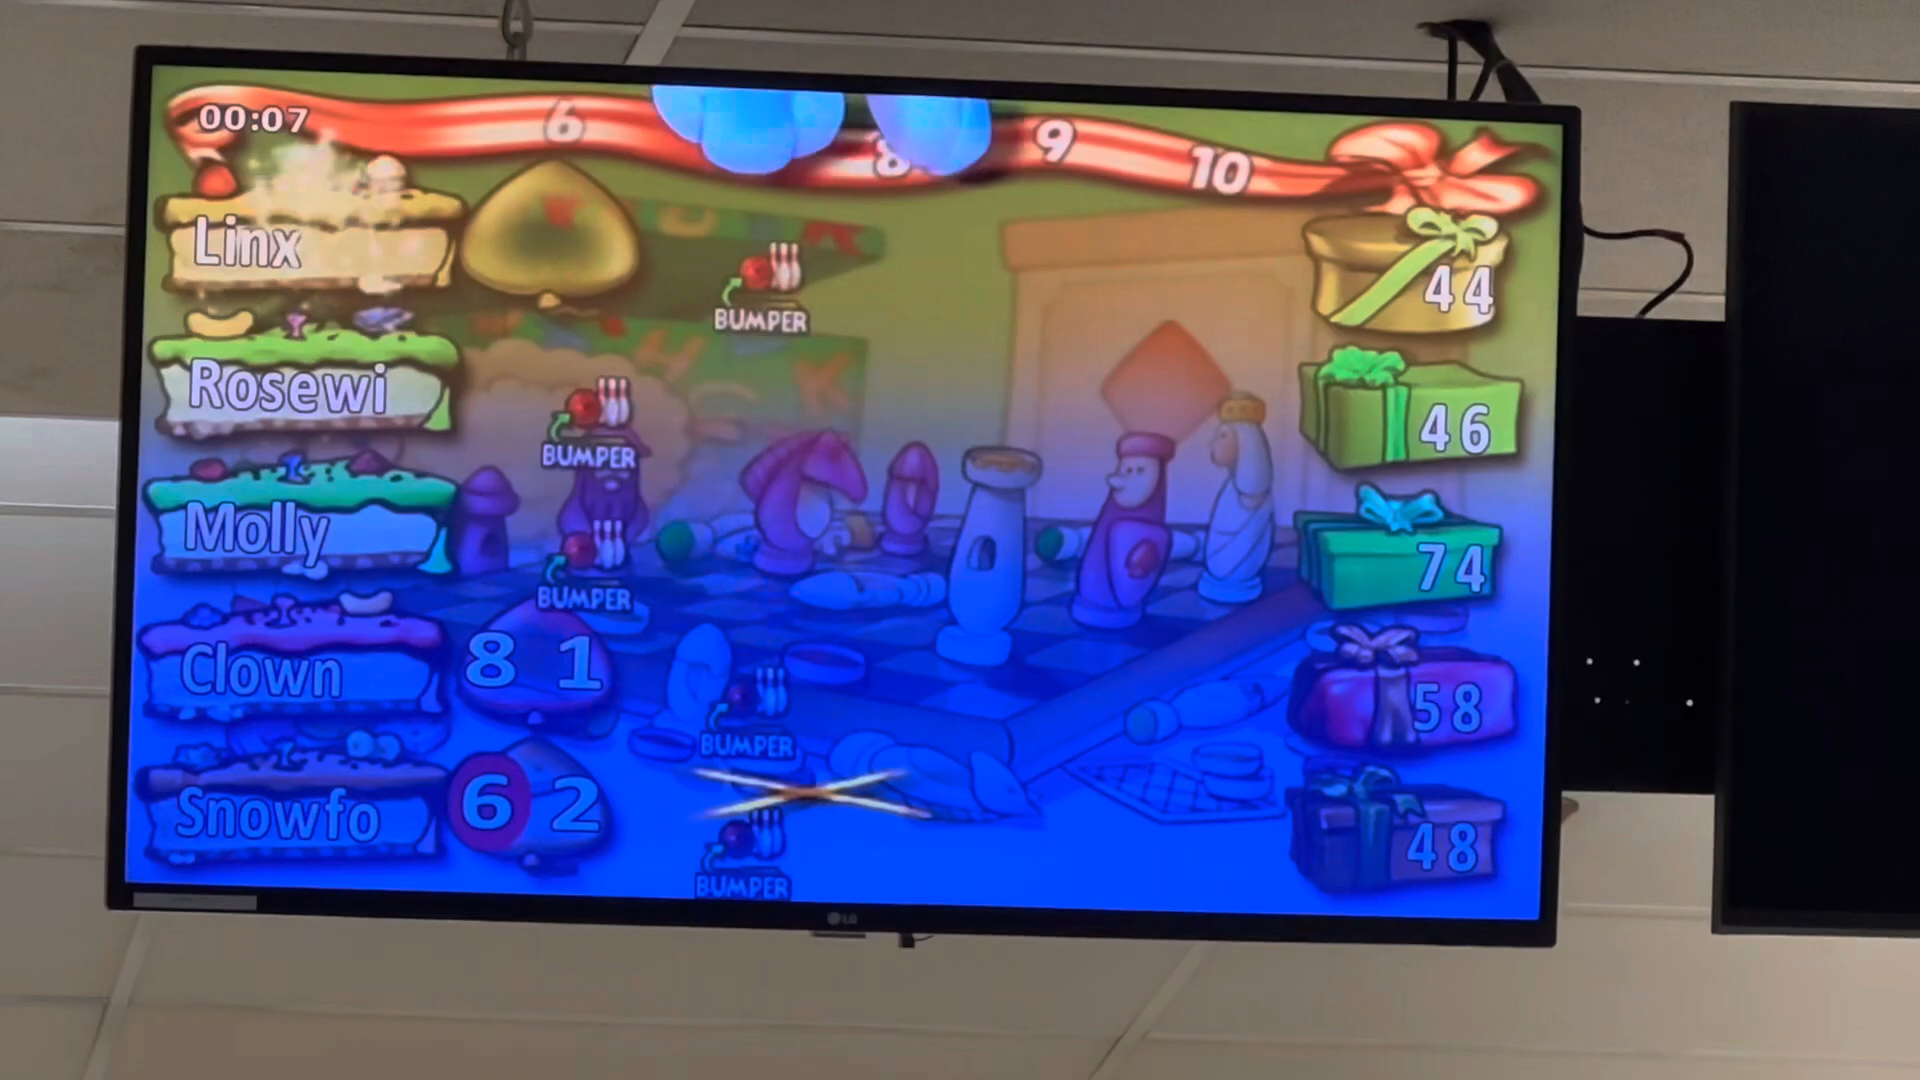 00:07
6 8 9 10
Linx 44
BUMPER
Rosewi 46
BUMPER
Molly 74
BUMPER
Clown 8 1 58
BUMPER
Snowfo 6 2 48
BUMPER
LG